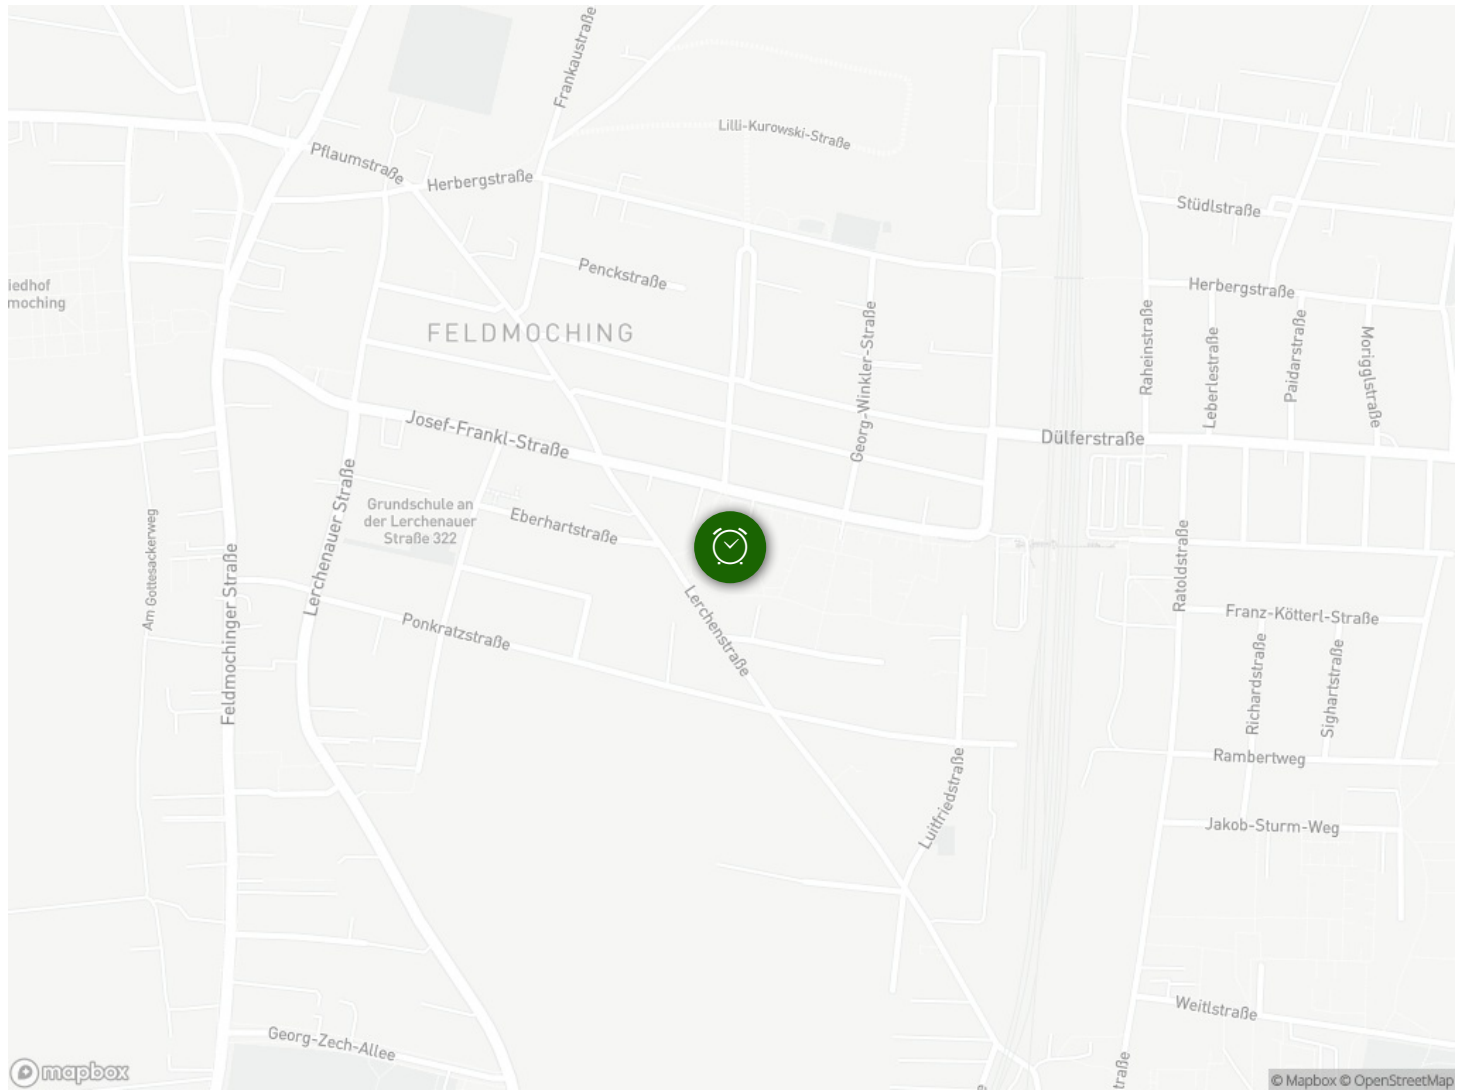 Frankaustraße
Lilli-Kurowski-Straße
Pflaumstraße
Herbergstraße
Stüdlstraße
Penckstraße
iedhof
moching
Herbergstraße
FELDMOCHING
Georg-Winkler-Straße
Raheinstraße
Leberlestraße
Paidarstraße
Morigglstraße
Josef-Frankl-Straße
Dülferstraße
Lerchenauer Straße
Grundschule an
der Lerchenauer
Straße 322
Eberhartstraße
Am Gottesackerweg
Feldmochinger Straße
Ratoldstraße
Ponkratzstraße
Lerchenstraße
Franz-Kötterl-Straße
Richardstraße
Sighartstraße
Rambertweg
Luitfriedstraße
Jakob-Sturm-Weg
Weitlstraße
Georg-Zech-Allee
traße
e
mapbox
© Mapbox © OpenStreetMap